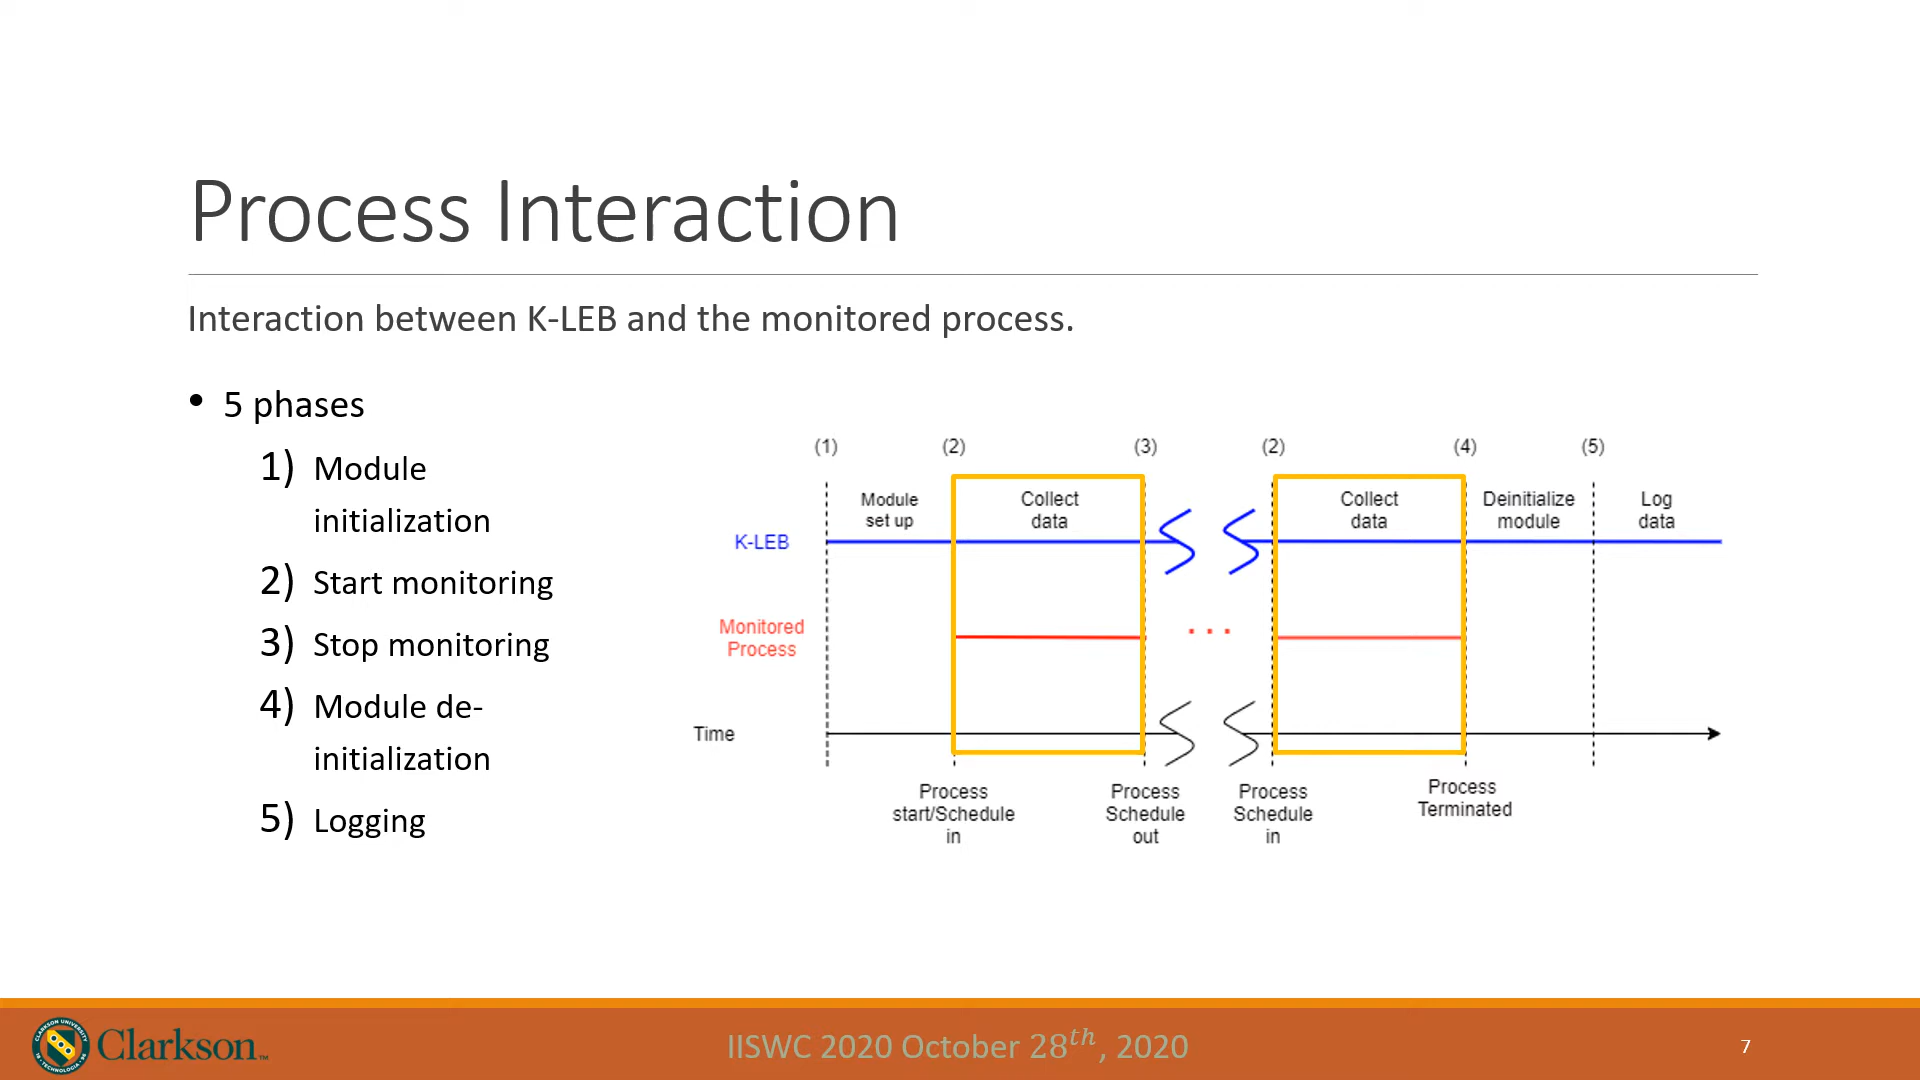 Process Interaction
Interaction between K-LEB and the monitored process.
• 5 phases
1) Module
initialization
2) Start monitoring
3) Stop monitoring
4) Module de-
initialization
5) Logging
(1) (2) (3) (2) (4) (5)
Module
set up
Collect
data
Collect
data
Deinitialize
module
Log
data
K-LEB
Monitored
Process
...
Time
Process
start/Schedule
in
Process
Schedule
out
Process
Schedule
in
Process
Terminated
Clarkson™
IISWC 2020 October 28th, 2020
7